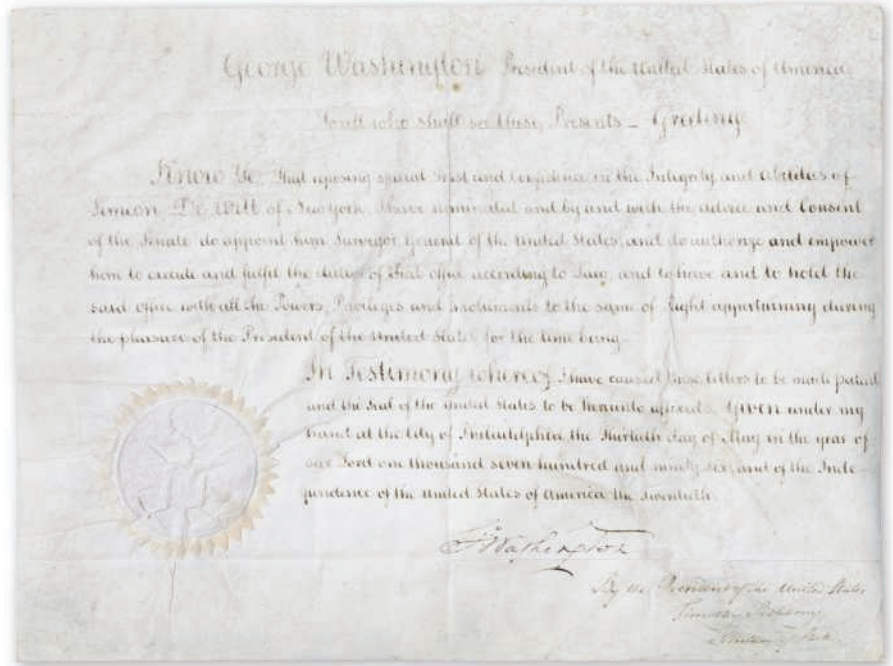 George Washington President of the United States of America,
To all who shall see these, Presents – Greeting
Know Ye, That reposing special Trust and Confidence in the Integrity and Abilities of
Simeon De Witt of New York I have nominated and by and with the advice and Consent
of the Senate do appoint him Surveyor General of the United States, and do authorize and empower
him to execute and fulfil the duties of that office according to Law; and to have and to hold the
said Office with all the Powers, Privileges and Emoluments to the same of Right appertaining during
the pleasure of the President of the United States for the time being.
In Testimony whereof I have caused these Letters to be made patent
and the Seal of the United States to be hereunto affixed. Given under my
hand at the City of Philadelphia the Thirtieth day of May in the year of
our Lord one thousand seven hundred and ninety six, and of the Inde-
pendence of the United States of America the Twentieth.
G Washington
By the President of the United States
Timothy Pickering
Secretary of State.